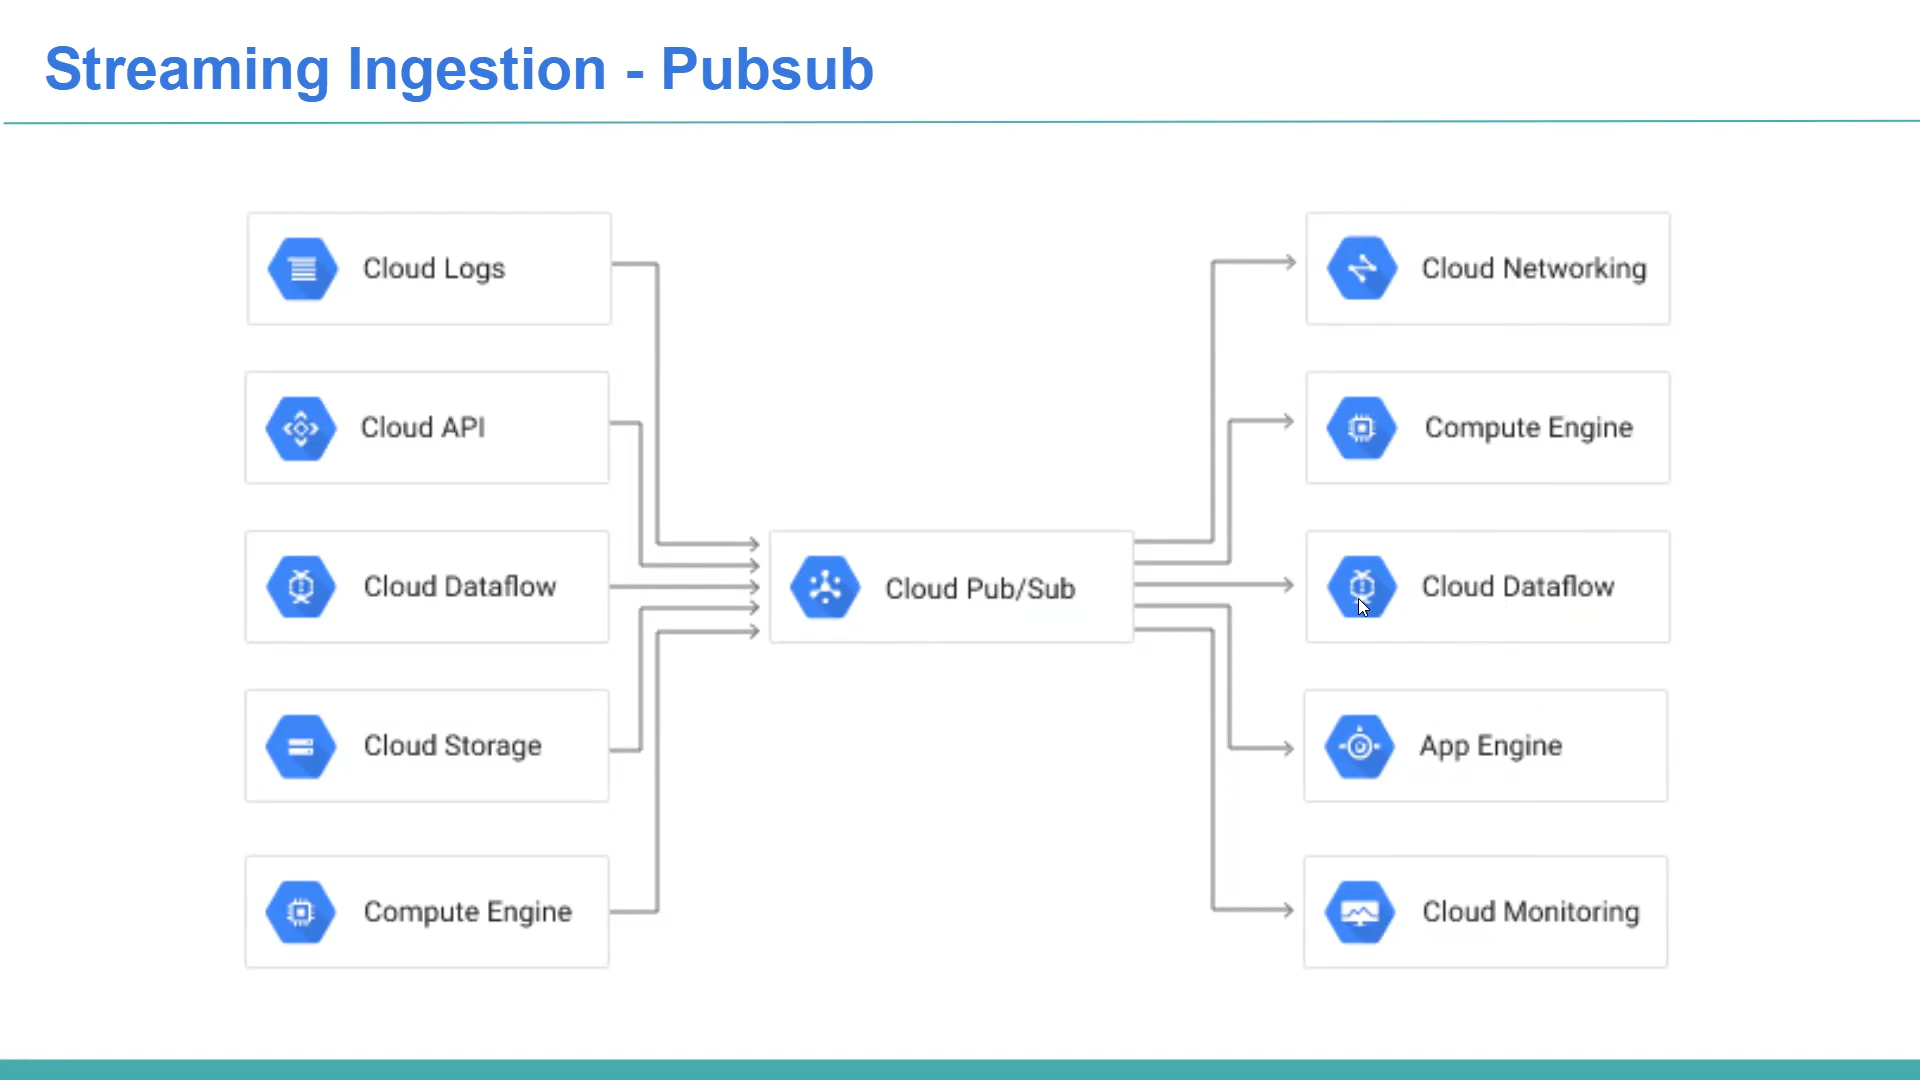 Streaming Ingestion - Pubsub
Cloud Logs
Cloud API
Cloud Dataflow
Cloud Storage
Compute Engine
Cloud Pub/Sub
Cloud Networking
Compute Engine
Cloud Dataflow
App Engine
Cloud Monitoring